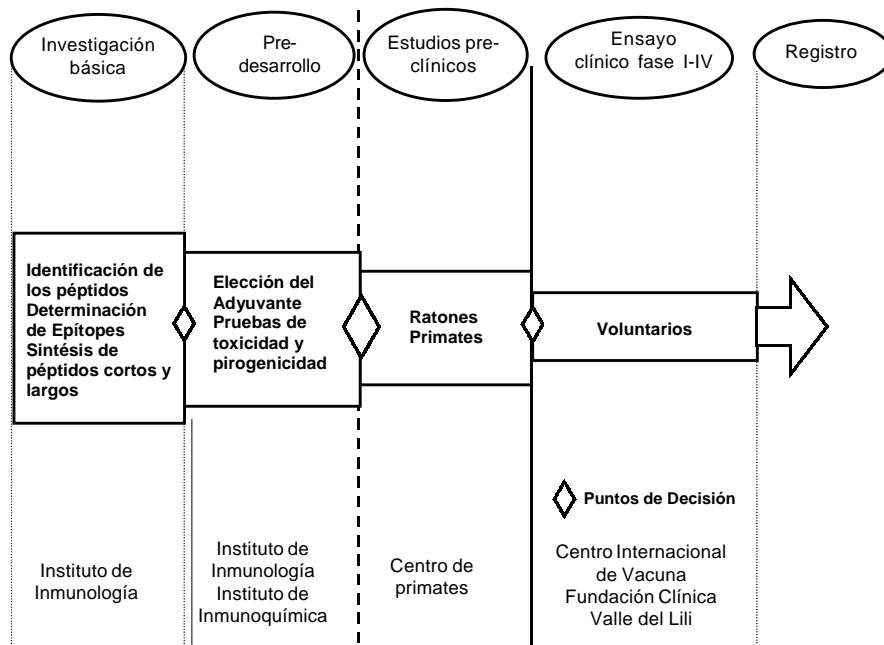 Investigación
básica
Pre-
desarrollo
Estudios pre-
clínicos
Ensayo
clínico fase I-IV
Registro
Identificación de
los péptidos
Determinación
de Epítopes
Sintésis de
péptidos cortos y
largos
Elección del
Adyuvante
Pruebas de
toxicidad y
pirogenicidad
Ratones
Primates
Voluntarios
Puntos de Decisión
Instituto de
Inmunología
Instituto de
Inmunología
Instituto de
Inmunoquímica
Centro de
primates
Centro Internacional
de Vacuna
Fundación Clínica
Valle del Lili